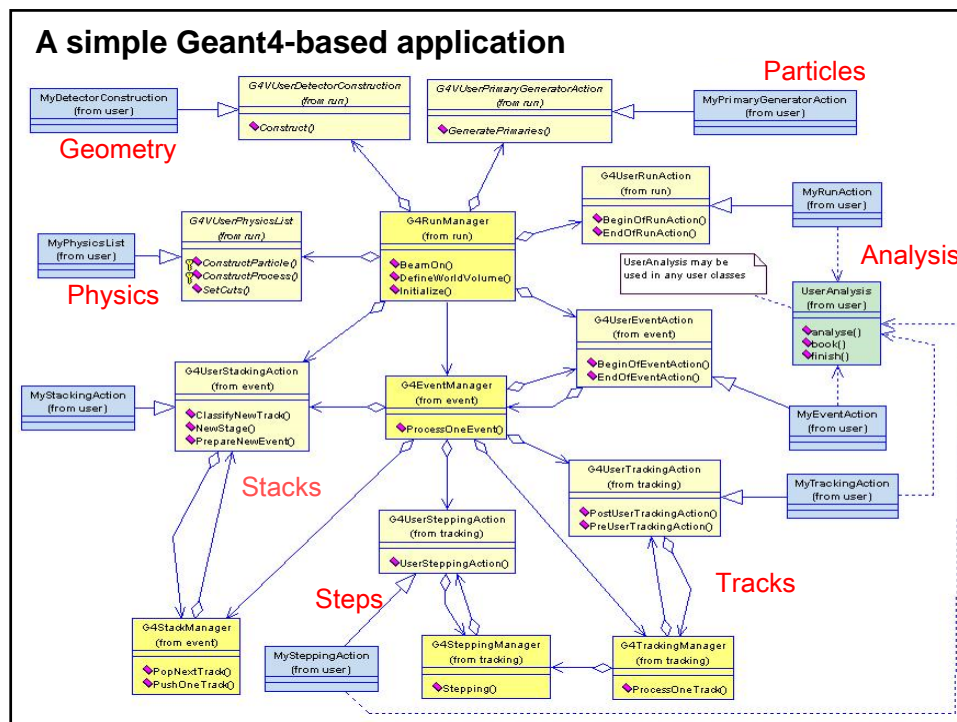 A simple Geant4-based application
Particles
G4VUserDetectorConstruction
(from run)
Construct()
G4VUserPrimaryGeneratorAction
(from run)
GeneratePrimaries()
MyDetectorConstruction
(from user)
MyPrimaryGeneratorAction
(from user)
Geometry
G4UserRunAction
(from run)
BeginOfRunAction()
EndOfRunAction()
MyRunAction
(from user)
G4VUserPhysicsList
(from run)
ConstructParticle()
ConstructProcess()
SetCuts()
G4RunManager
(from run)
BeamOn()
DefineWorldVolume()
Initialize()
MyPhysicsList
(from user)
Physics
UserAnalysis may be
used in any user classes
Analysis
UserAnalysis
(from user)
analyse()
book()
finish()
G4UserEventAction
(from event)
BeginOfEventAction()
EndOfEventAction()
G4UserStackingAction
(from event)
ClassifyNewTrack()
NewStage()
PrepareNewEvent()
G4EventManager
(from event)
ProcessOneEvent()
MyStackingAction
(from user)
MyEventAction
(from user)
Stacks
G4UserTrackingAction
(from tracking)
PostUserTrackingAction()
PreUserTrackingAction()
MyTrackingAction
(from user)
G4UserSteppingAction
(from tracking)
UserSteppingAction()
Steps
Tracks
G4StackManager
(from event)
PopNextTrack()
PushOneTrack()
MySteppingAction
(from user)
G4SteppingManager
(from tracking)
Stepping()
G4TrackingManager
(from tracking)
ProcessOneTrack()